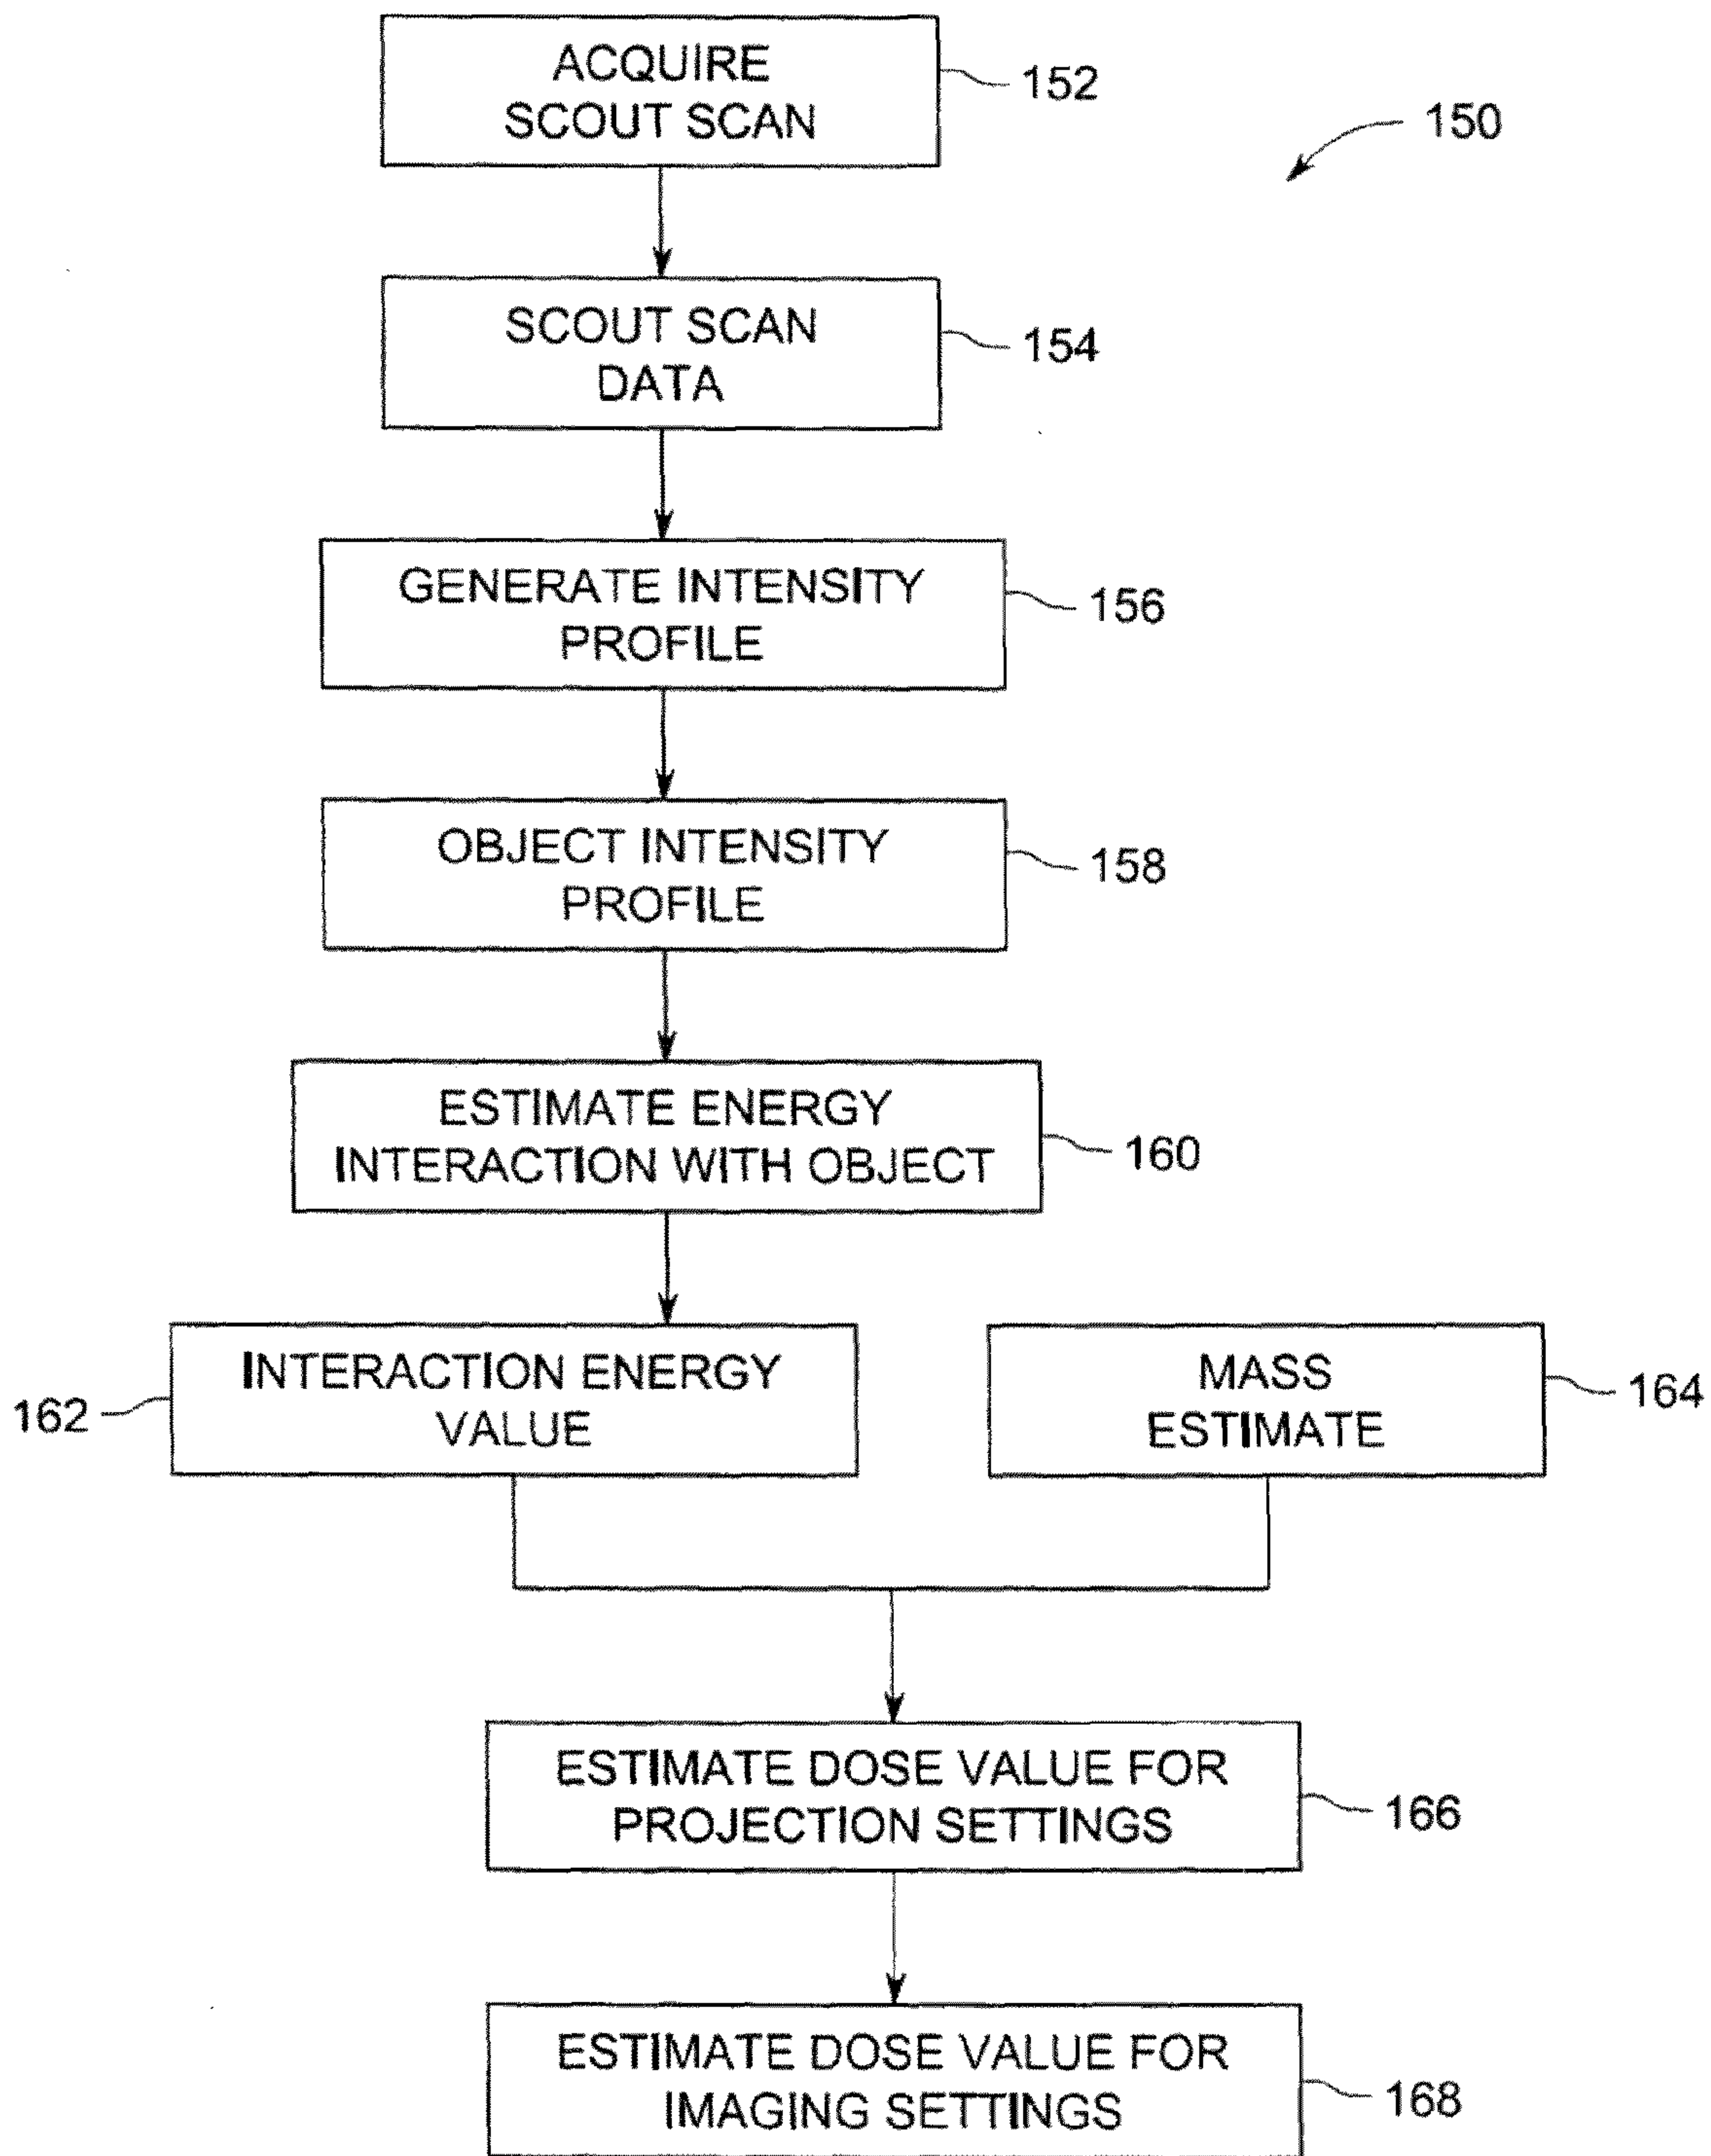 ACQUIRE
SCOUT SCAN
152
150
SCOUT SCAN
DATA
154
GENERATE INTENSITY
PROFILE
156
OBJECT INTENSITY
PROFILE
158
ESTIMATE ENERGY
INTERACTION WITH OBJECT
160
162
INTERACTION ENERGY
VALUE
MASS
ESTIMATE
164
ESTIMATE DOSE VALUE FOR
PROJECTION SETTINGS
166
ESTIMATE DOSE VALUE FOR
IMAGING SETTINGS
168